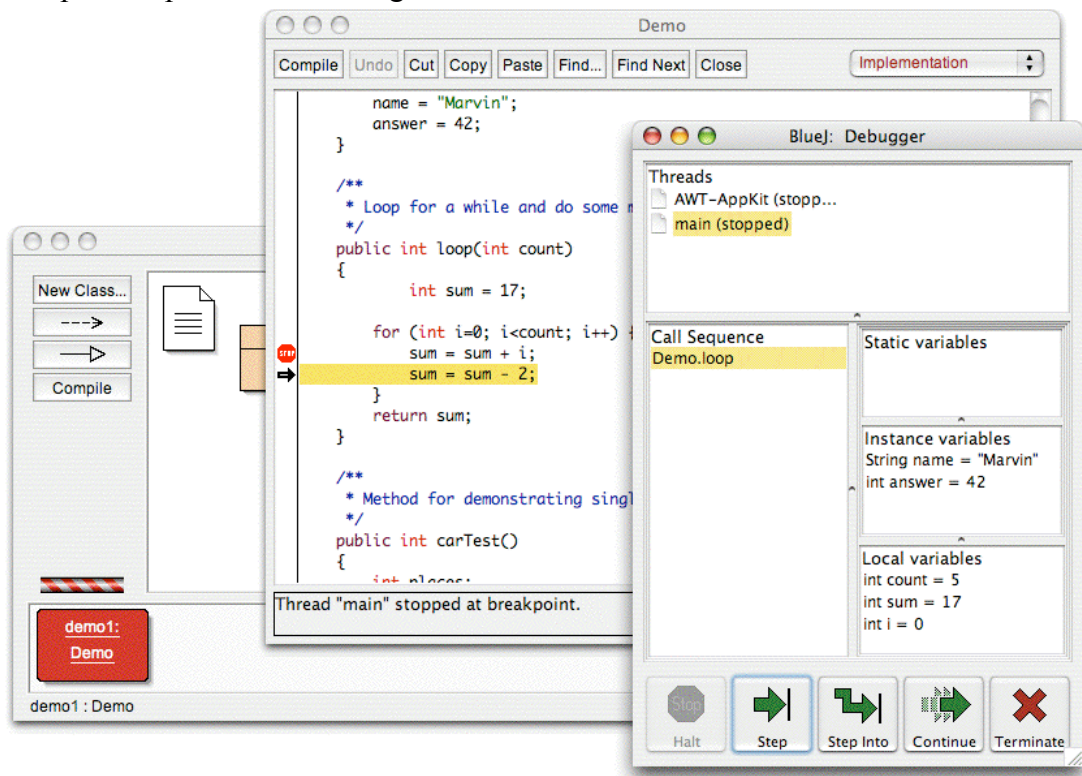 Demo
Compile Undo Cut Copy Paste Find... Find Next Close Implementation
name = "Marvin";
answer = 42;
}
/**
* Loop for a while and do some
*/
public int loop(int count)
{
int sum = 17;
for (int i=0; i<count; i++) {
STOP
sum = sum + i;
sum = sum - 2;
}
return sum;
}
/**
* Method for demonstrating
*/
public int carTest()
{
int places;
Thread "main" stopped at breakpoint.
New Class...
Compile
demo1:
Demo
demo1 : Demo
BlueJ: Debugger
Threads
AWT-AppKit (stopp...
main (stopped)
Call Sequence
Demo.loop
Static variables
Instance variables
String name = "Marvin"
int answer = 42
Local variables
int count = 5
int sum = 17
int i = 0
Stop
Halt Step Step Into Continue Terminate